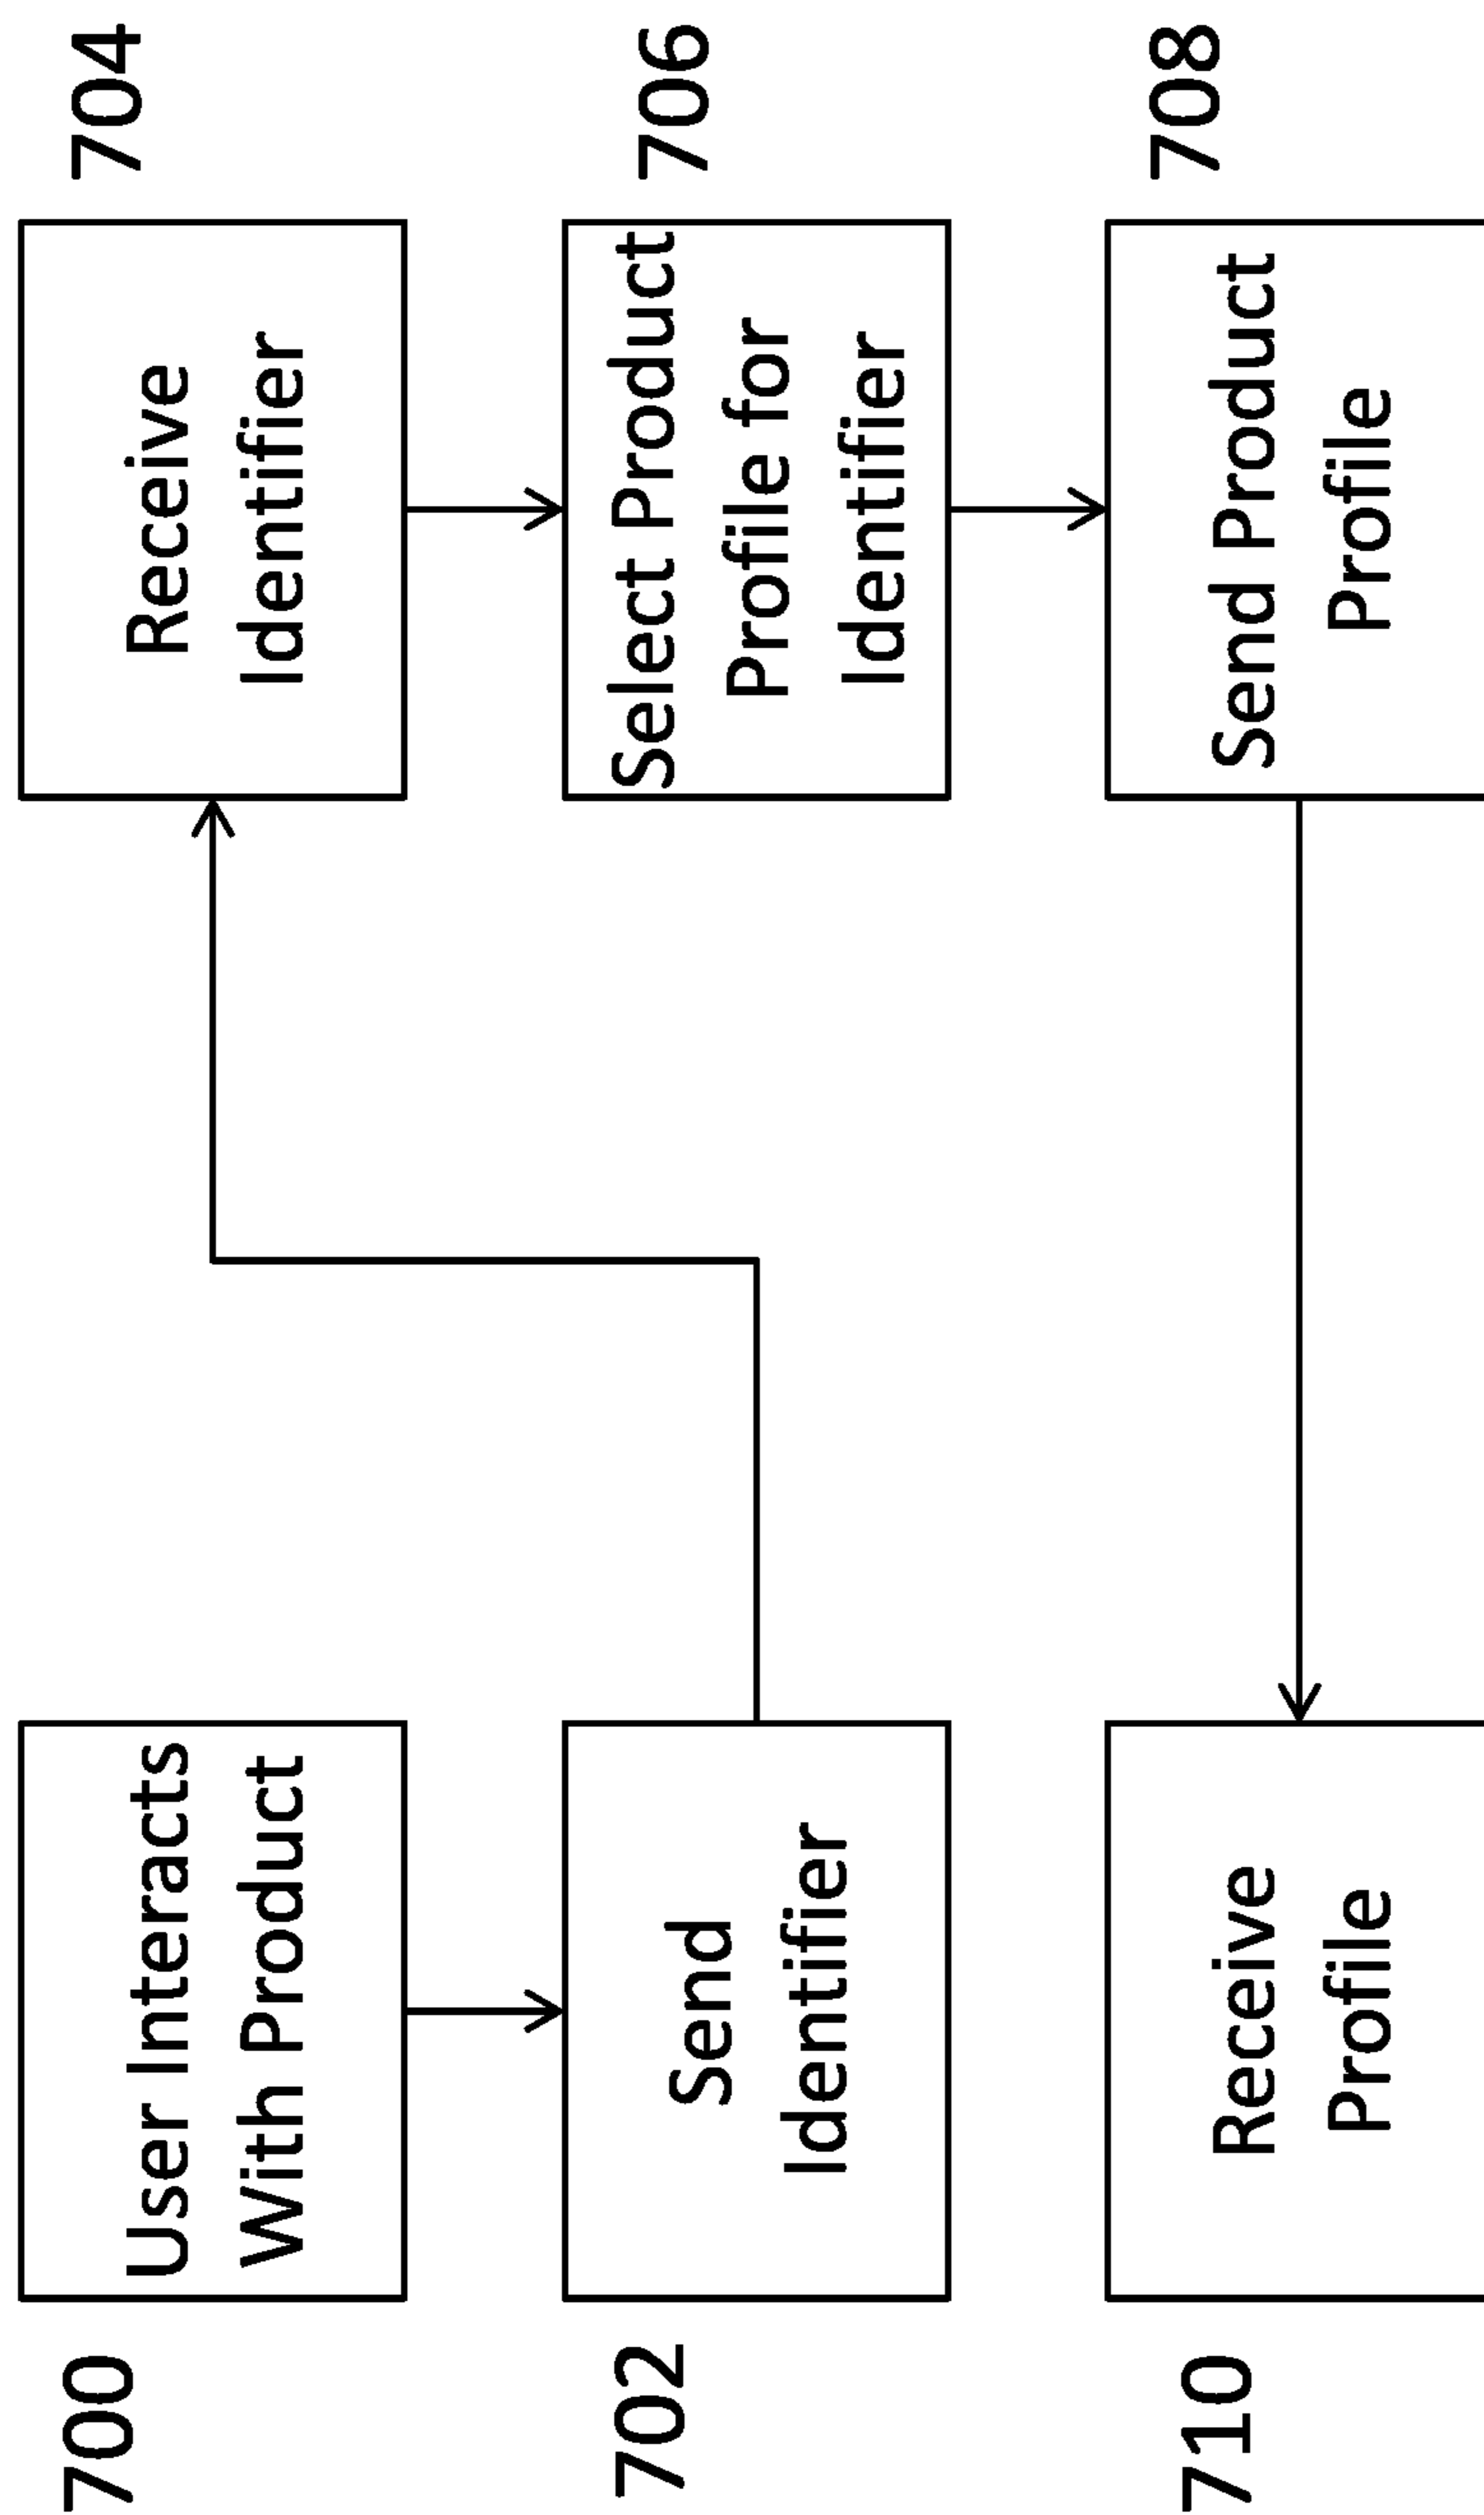 700
User Interacts
With Product
Receive
Identifier
704
702
Send
Identifier
Select Product
Profile for
Identifier
706
710
Receive
Profile
Send Product
Profile
708